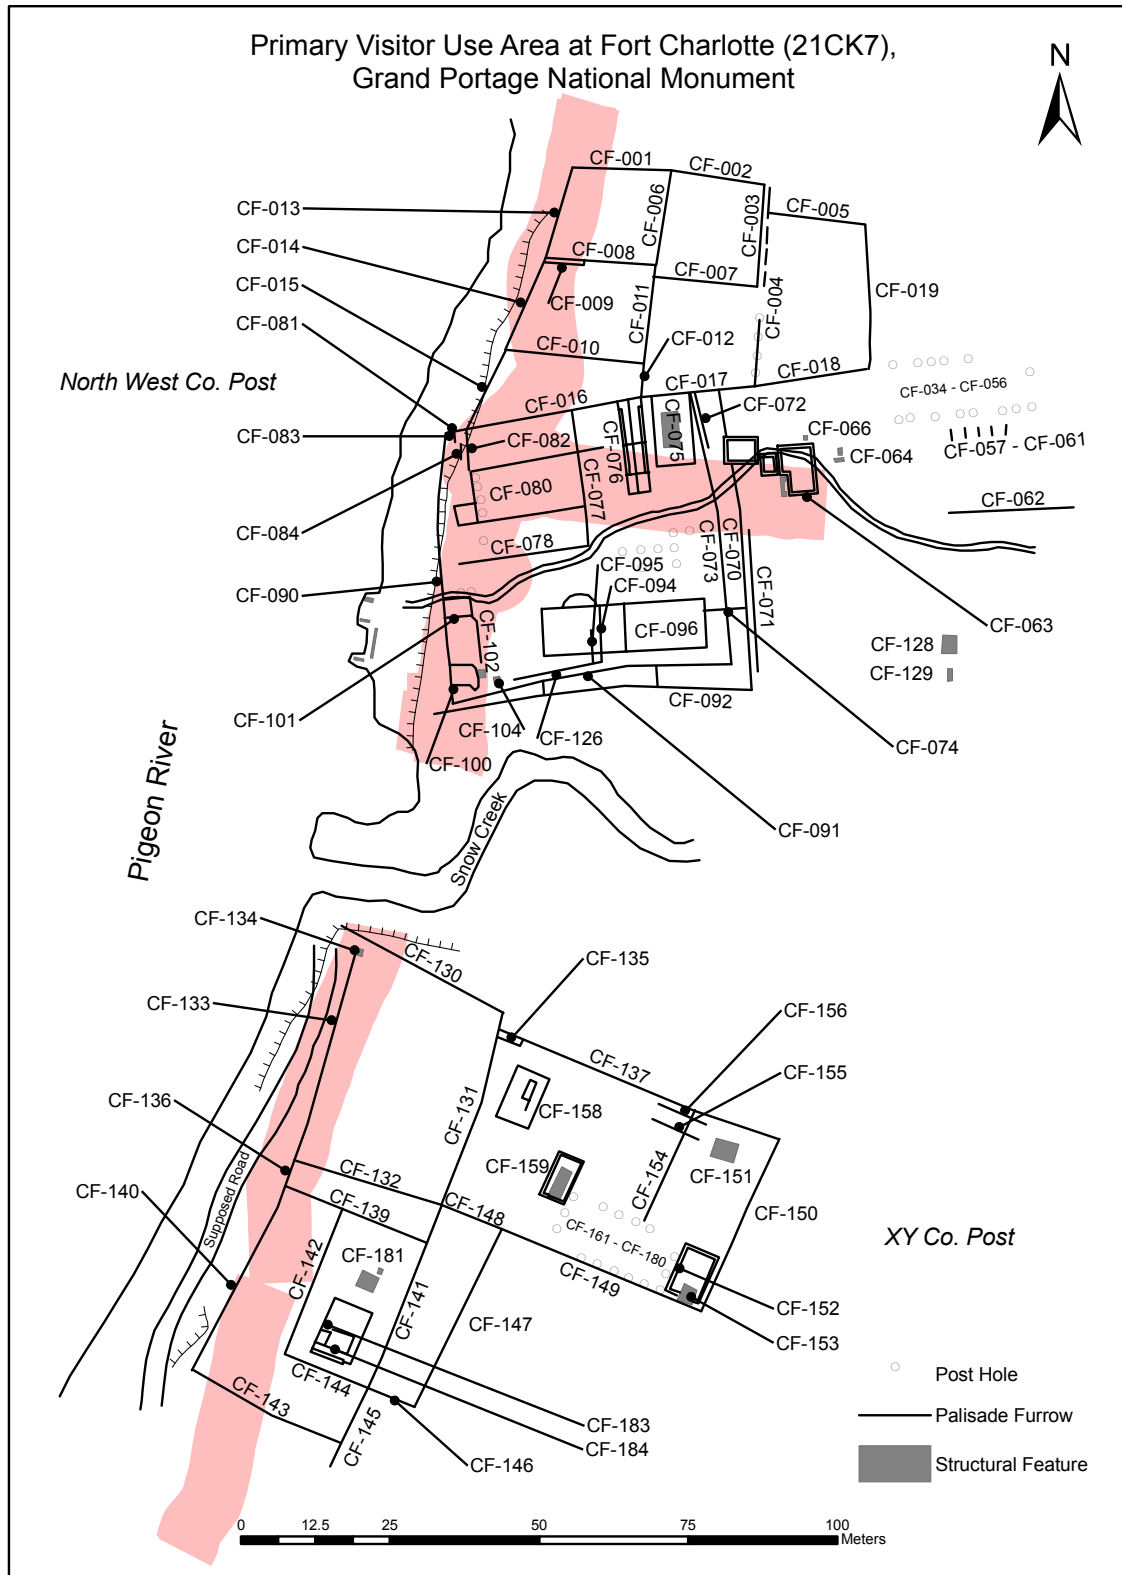 Primary Visitor Use Area at Fort Charlotte (21CK7),
Grand Portage National Monument
N
CF-001
CF-002
CF-003
CF-005
CF-006
CF-013
CF-014
CF-008
CF-007
CF-015
CF-009
CF-011
CF-004
CF-019
CF-081
CF-010
CF-012
North West Co. Post
CF-017
CF-018
CF-034 - CF-056
CF-016
CF-072
CF-083
CF-082
CF-075
CF-066
CF-057 - CF-061
CF-064
CF-076
CF-080
CF-077
CF-062
CF-084
CF-078
CF-073
CF-070
CF-095
CF-094
CF-071
CF-090
CF-063
CF-102
CF-096
CF-128
CF-129
CF-092
CF-101
CF-104
CF-126
CF-074
CF-100
CF-091
Pigeon River
Snow Creek
CF-134
CF-130
CF-135
CF-133
CF-156
CF-137
CF-155
CF-136
CF-131
CF-158
CF-159
CF-154
CF-151
CF-132
CF-140
CF-139
CF-148
CF-150
Supposed Road
CF-161 - CF-180
XY Co. Post
CF-142
CF-181
CF-149
CF-141
CF-152
CF-147
CF-153
Post Hole
CF-144
CF-143
CF-145
CF-183
Palisade Furrow
CF-184
CF-146
Structural Feature
0 12.5 25 50 75 100
Meters